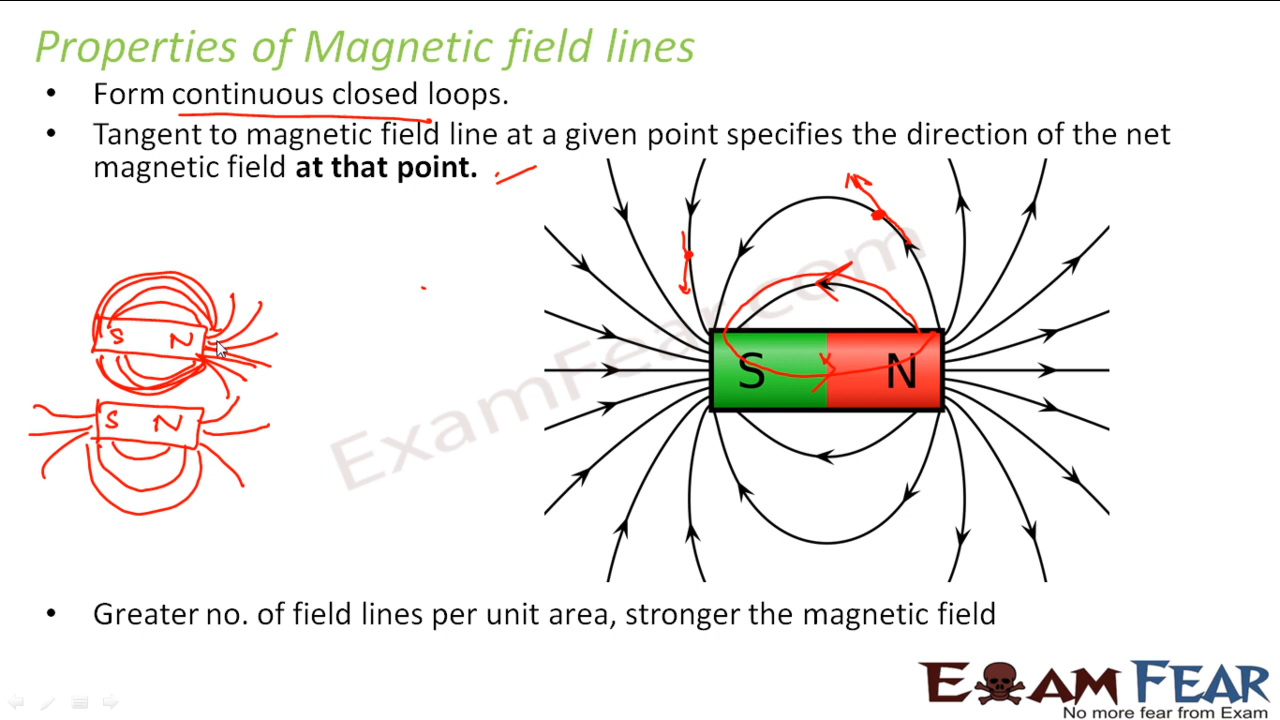 Properties of Magnetic field lines
• Form continuous closed loops.
• Tangent to magnetic field line at a given point specifies the direction of the net
magnetic field at that point.
ExamFear.com
S N
S N
S N
• Greater no. of field lines per unit area, stronger the magnetic field
EXAM FEAR
No more fear from Exam